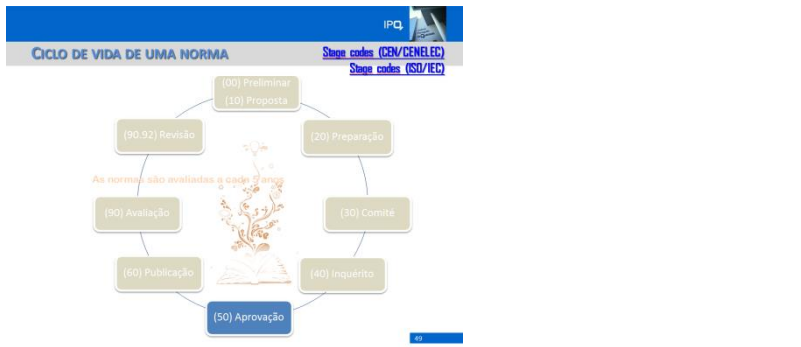 IPQ
CICLO DE VIDA DE UMA NORMA
Stage codes (CEN/CENELEC)
Stage codes (ISO/IEC)
(00) Preliminar
(10) Proposta
(90.92) Revisão
(20) Preparação
As normas são avaliadas a cada 5 anos
(90) Avaliação
(30) Comité
(60) Publicação
(40) Inquérito
(50) Aprovação
49